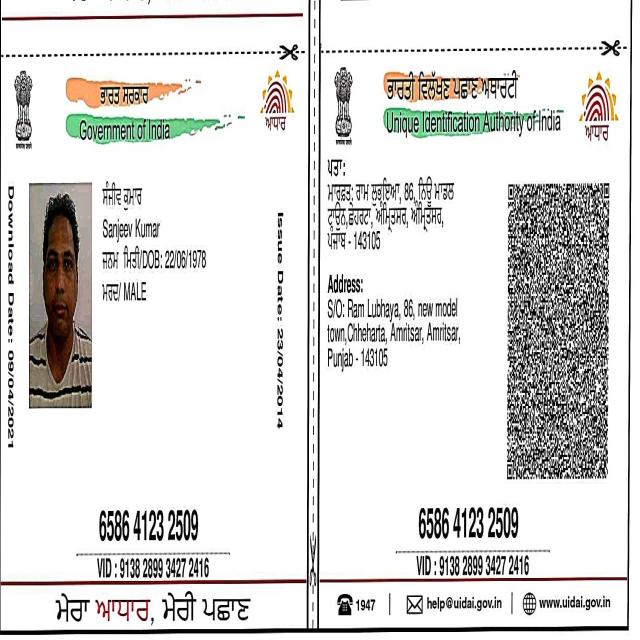 ਭਾਰਤ ਸਰਕਾਰ
Government of India
ਆਧਾਰ
Download Date: 09/04/2021
ਸੰਜੀਵ ਕੁਮਾਰ
Sanjeev Kumar
ਜਨਮ ਮਿਤੀ/DOB: 22/06/1978
ਮਰਦ/ MALE
Issue Date: 23/04/2014
6586 4123 2509
VID : 9138 2899 3427 2416
ਮੇਰਾ ਆਧਾਰ, ਮੇਰੀ ਪਛਾਣ
ਭਾਰਤੀ ਵਿਲੱਖਣ ਪਛਾਣ ਅਥਾਰਟੀ
Unique Identification Authority of India
ਆਧਾਰ
ਪਤਾ:
ਮਾਰਫ਼ਤ: ਰਾਮ ਲੁਭਾਇਆ, 86, ਨਿਊ ਮਾਡਲ
ਟਾਊਨ,ਛੇਹਰਟਾ, ਅੰਮ੍ਰਿਤਸਰ, ਅੰਮ੍ਰਿਤਸਰ,
ਪੰਜਾਬ - 143105
Address:
S/O: Ram Lubhaya, 86, new model
town,Chheharta, Amritsar, Amritsar,
Punjab - 143105
6586 4123 2509
VID : 9138 2899 3427 2416
1947 | help@uidai.gov.in | www.uidai.gov.in